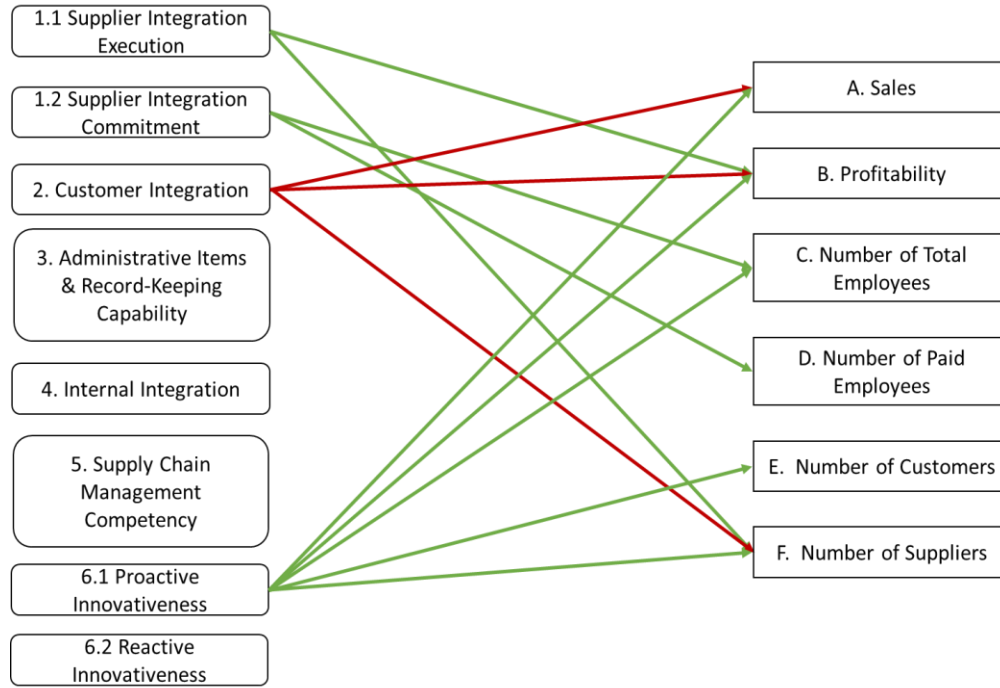 1.1 Supplier Integration
Execution
1.2 Supplier Integration
Commitment
2. Customer Integration
3. Administrative Items
& Record-Keeping
Capability
4. Internal Integration
5. Supply Chain
Management
Competency
6.1 Proactive
Innovativeness
6.2 Reactive
Innovativeness
A. Sales
B. Profitability
C. Number of Total
Employees
D. Number of Paid
Employees
E. Number of Customers
F. Number of Suppliers